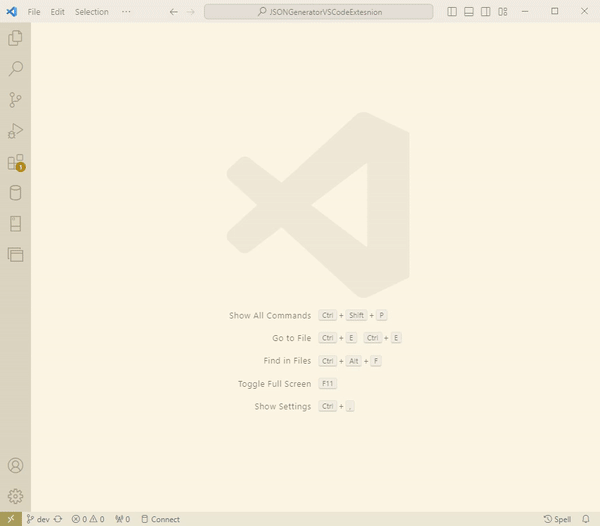 File Edit Selection ··· JSONGeneratorVSCodeExtesnion
1
Show All Commands Ctrl + Shift + P
Go to File Ctrl + E Ctrl + E
Find in Files Ctrl + Alt + F
Toggle Full Screen F11
Show Settings Ctrl + ,
dev 0 0 0 Connect Spell